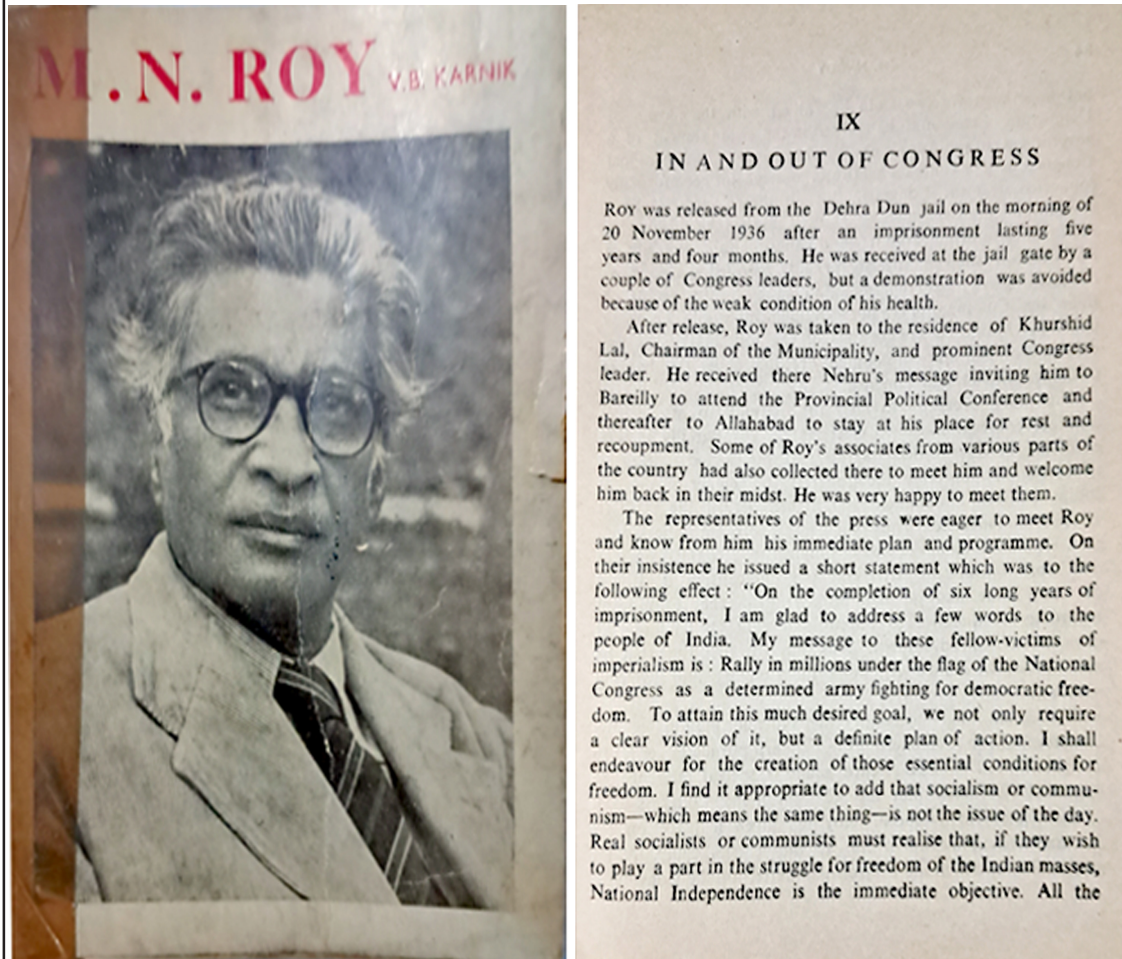 M.N. ROY V.B. KARNIK
IX
IN AND OUT OF CONGRESS
ROY was released from the Dehra Dun jail on the morning of
20 November 1936 after an imprisonment lasting five
years and four months. He was received at the jail gate by a
couple of Congress leaders, but a demonstration was avoided
because of the weak condition of his health.
After release, Roy was taken to the residence of Khurshid
Lal, Chairman of the Municipality, and prominent Congress
leader. He received there Nehru's message inviting him to
Bareilly to attend the Provincial Political Conference and
thereafter to Allahabad to stay at his place for rest and
recoupment. Some of Roy's associates from various parts of
the country had also collected there to meet him and welcome
him back in their midst. He was very happy to meet them.
The representatives of the press were eager to meet Roy
and know from him his immediate plan and programme. On
their insistence he issued a short statement which was to the
following effect : "On the completion of six long years of
imprisonment, I am glad to address a few words to the
people of India. My message to these fellow-victims of
imperialism is : Rally in millions under the flag of the National
Congress as a determined army fighting for democratic free-
dom. To attain this much desired goal, we not only require
a clear vision of it, but a definite plan of action. I shall
endeavour for the creation of those essential conditions for
freedom. I find it appropriate to add that socialism or commu-
nism—which means the same thing—is not the issue of the day.
Real socialists or communists must realise that, if they wish
to play a part in the struggle for freedom of the Indian masses,
National Independence is the immediate objective. All the